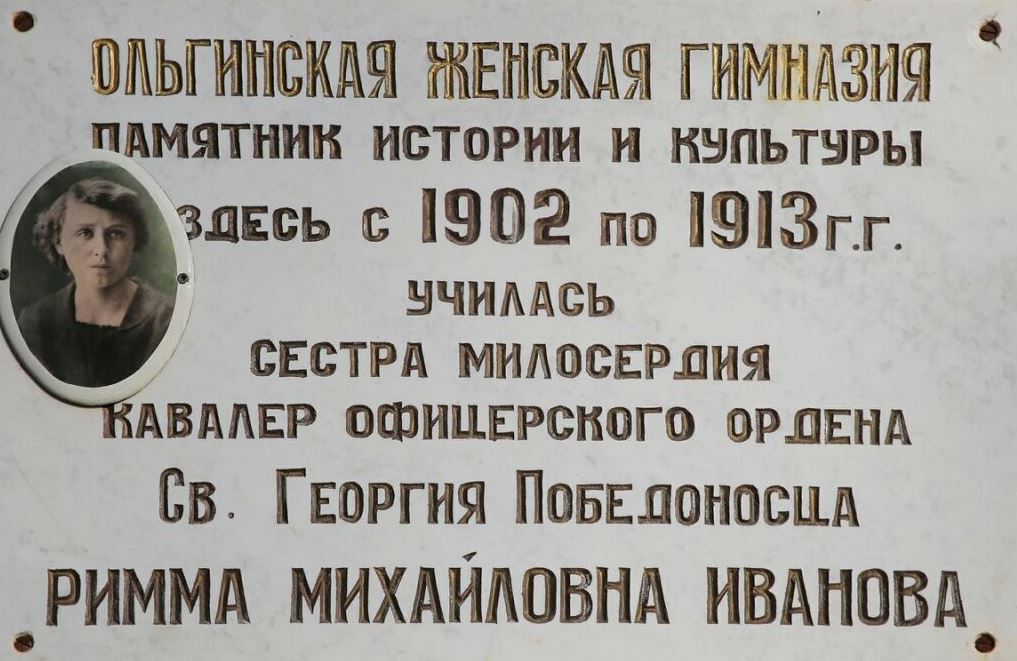 ОЛЬГИНСКАЯ ЖЕНСКАЯ ГИМНАЗИЯ
ПАМЯТНИК ИСТОРИИ И КУЛЬТУРЫ
ЗДЕСЬ С 1902 ПО 1913 г.г.
УЧИЛАСЬ
СЕСТРА МИЛОСЕРДИЯ
КАВАЛЕР ОФИЦЕРСКОГО ОРДЕНА
Св. Георгия Победоносца
РИММА МИХАЙЛОВНА ИВАНОВА